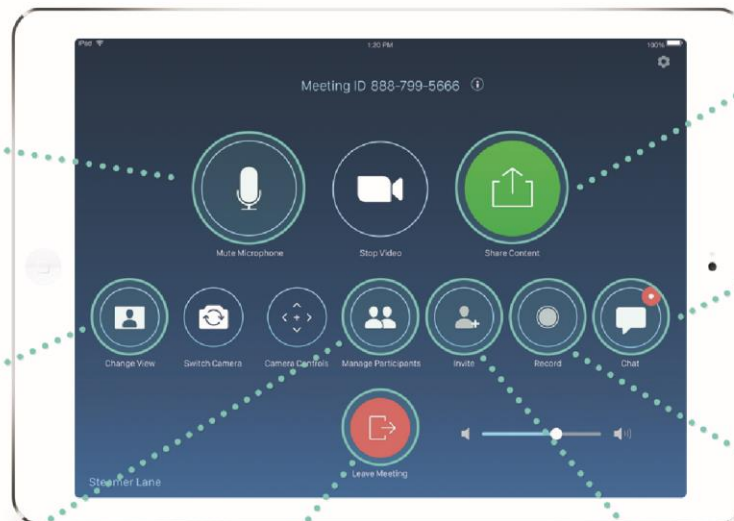 iPad 1:20 PM 100%
Meeting ID 888-799-5666
Mute Microphone Stop Video Share Content
Change View Switch Camera Camera Controls Manage Participants Invite Record Chat
Leave Meeting
Steamer Lane